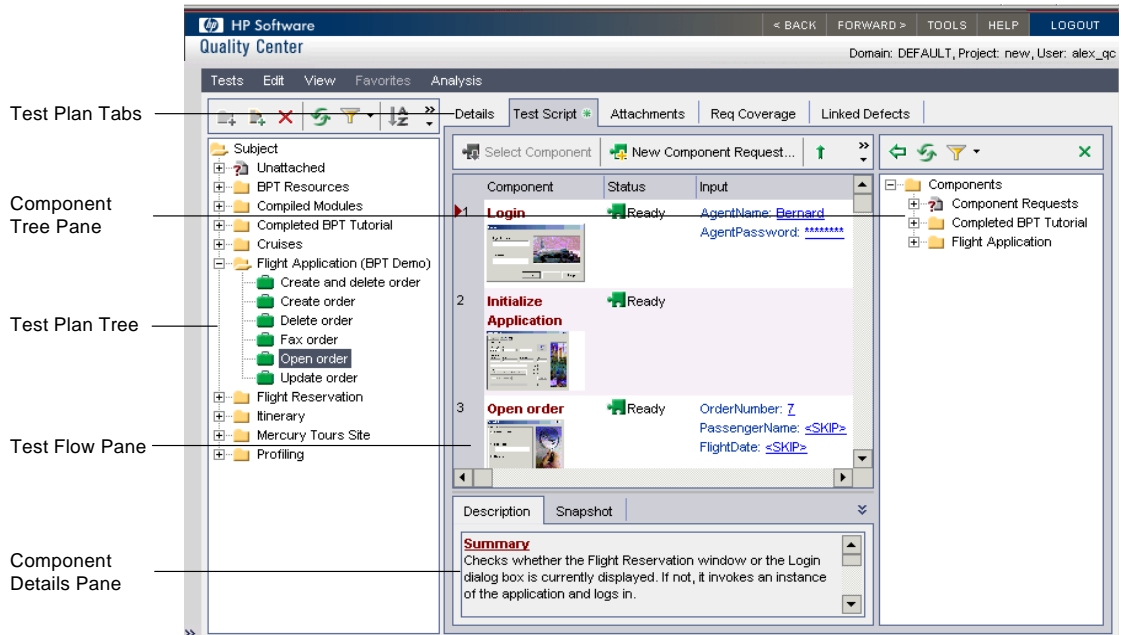 HP Software
< BACK FORWARD > TOOLS HELP LOGOUT
Quality Center
Domain: DEFAULT, Project: new, User: alex_qc
Tests Edit View Favorites Analysis
Test Plan Tabs
Details Test Script Attachments Req Coverage Linked Defects
Subject
Unattached
BPT Resources
Compiled Modules
Completed BPT Tutorial
Cruises
Flight Application (BPT Demo)
Create and delete order
Create order
Delete order
Fax order
Open order
Update order
Flight Reservation
Itinerary
Mercury Tours Site
Profiling
Select Component New Component Request...
Component Status Input
1 Login Ready AgentName: Bernard
AgentPassword: ********
2 Initialize Ready
Application
3 Open order Ready OrderNumber: 7
PassengerName: <SKIP>
FlightDate: <SKIP>
Components
Component Requests
Completed BPT Tutorial
Flight Application
Description Snapshot
Summary
Checks whether the Flight Reservation window or the Login
dialog box is currently displayed. If not, it invokes an instance
of the application and logs in.
Component
Tree Pane
Test Plan Tree
Test Flow Pane
Component
Details Pane